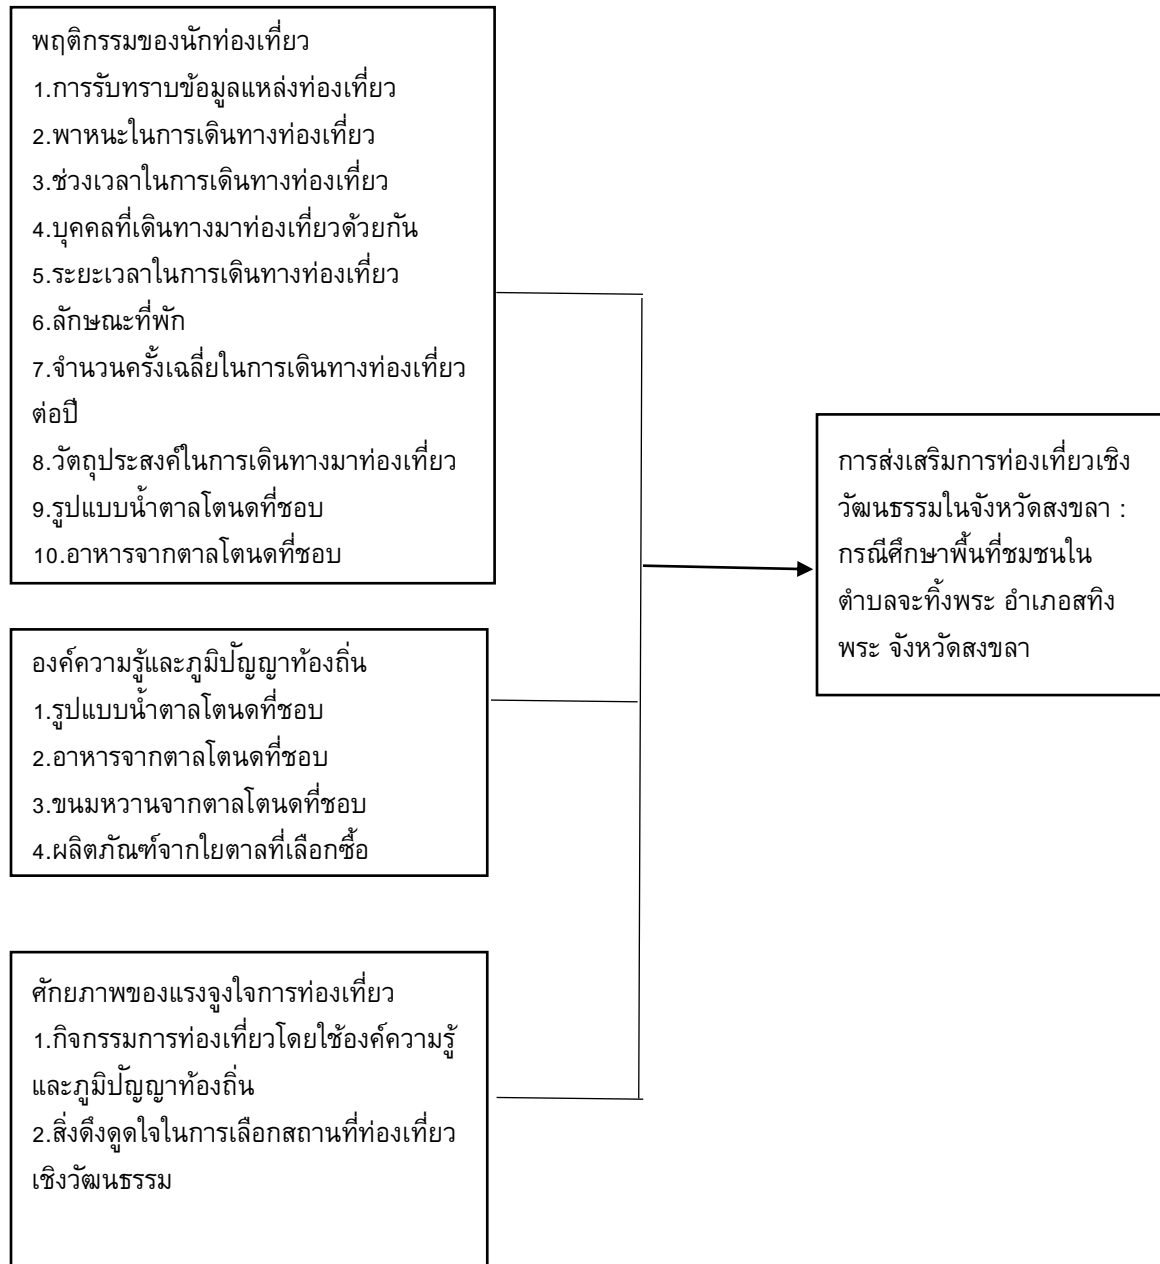 พฤติกรรมของนักท่องเที่ยว
1.การรับทราบข้อมูลแหล่งท่องเที่ยว
2.พาหนะในการเดินทางท่องเที่ยว
3.ช่วงเวลาในการเดินทางท่องเที่ยว
4.บุคคลที่เดินทางมาท่องเที่ยวด้วยกัน
5.ระยะเวลาในการเดินทางท่องเที่ยว
6.ลักษณะที่พัก
7.จำนวนครั้งเฉลี่ยในการเดินทางท่องเที่ยว
ต่อปี
8.วัตถุประสงค์ในการเดินทางมาท่องเที่ยว
9.รูปแบบน้ำตาลโตนดที่ชอบ
10.อาหารจากตาลโตนดที่ชอบ
องค์ความรู้และภูมิปัญญาท้องถิ่น
1.รูปแบบน้ำตาลโตนดที่ชอบ
2.อาหารจากตาลโตนดที่ชอบ
3.ขนมหวานจากตาลโตนดที่ชอบ
4.ผลิตภัณฑ์จากใยตาลที่เลือกซื้อ
ศักยภาพของแรงจูงใจการท่องเที่ยว
1.กิจกรรมการท่องเที่ยวโดยใช้องค์ความรู้
และภูมิปัญญาท้องถิ่น
2.สิ่งดึงดูดใจในการเลือกสถานที่ท่องเที่ยว
เชิงวัฒนธรรม
การส่งเสริมการท่องเที่ยวเชิง
วัฒนธรรมในจังหวัดสงขลา :
กรณีศึกษาพื้นที่ชุมชนใน
ตำบลจะทิ้งพระ อำเภอสทิง
พระ จังหวัดสงขลา